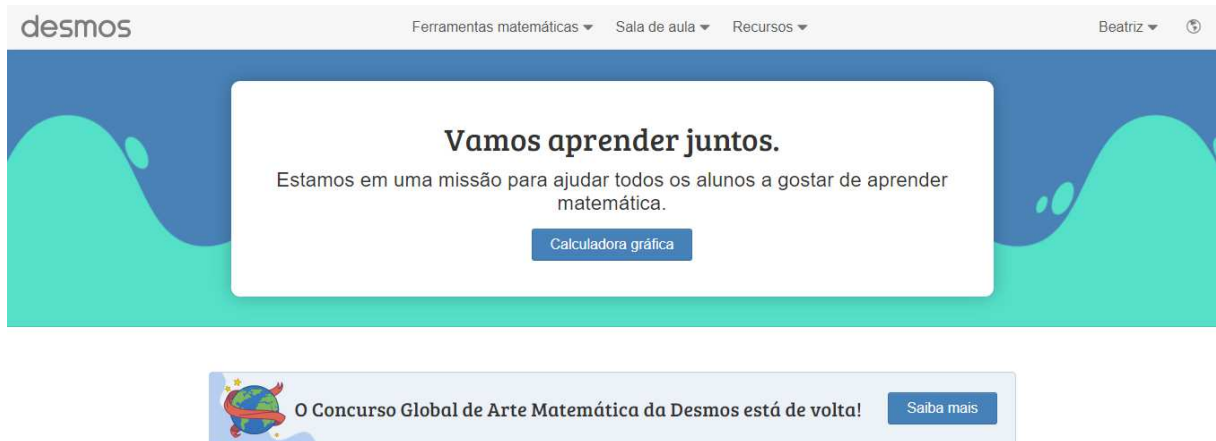 desmos
Ferramentas matemáticas Sala de aula Recursos
Beatriz
Vamos aprender juntos.
Estamos em uma missão para ajudar todos os alunos a gostar de aprender
matemática.
Calculadora gráfica
O Concurso Global de Arte Matemática da Desmos está de volta!
Saiba mais